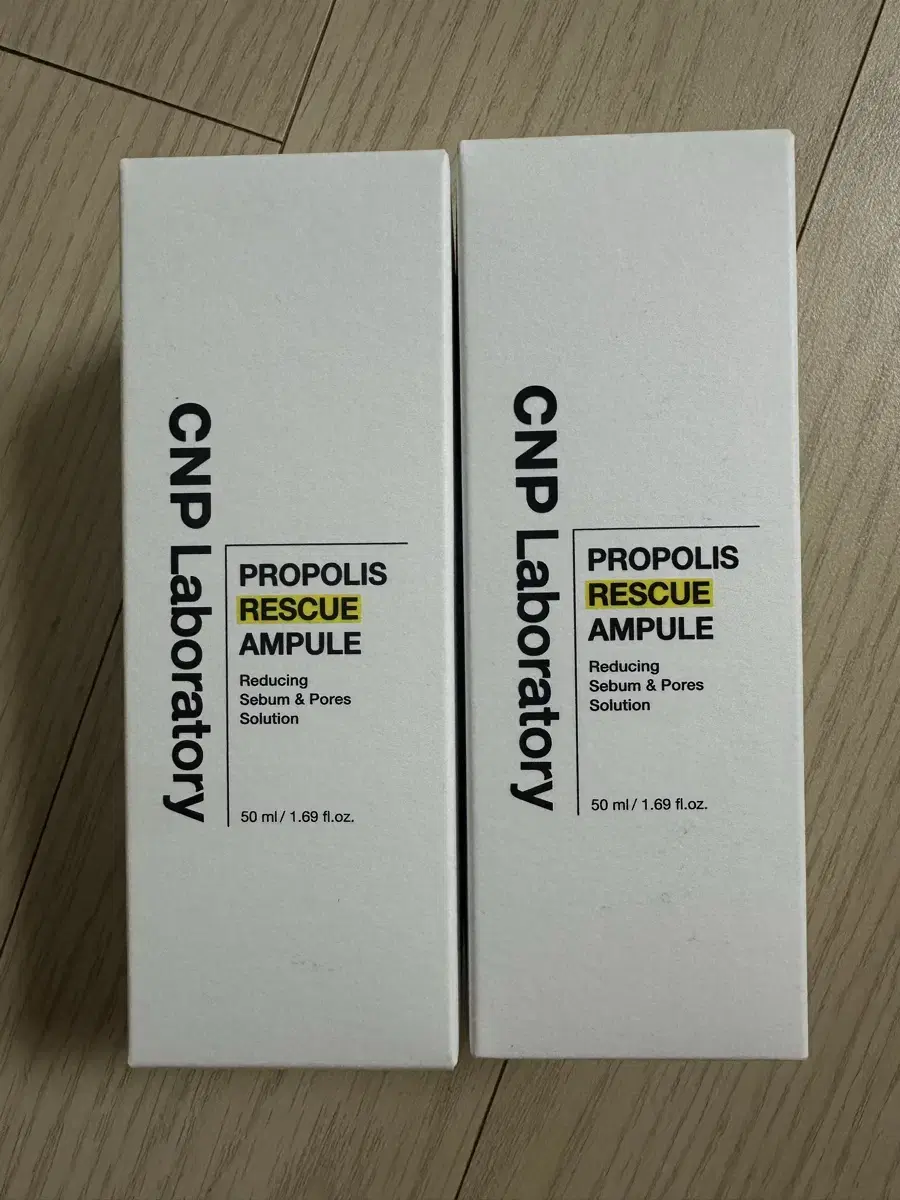 CNP Laboratory
PROPOLIS
RESCUE
AMPULE
Reducing
Sebum & Pores
Solution
50 ml / 1.69 fl.oz.
CNP Laboratory
PROPOLIS
RESCUE
AMPULE
Reducing
Sebum & Pores
Solution
50 ml / 1.69 fl.oz.